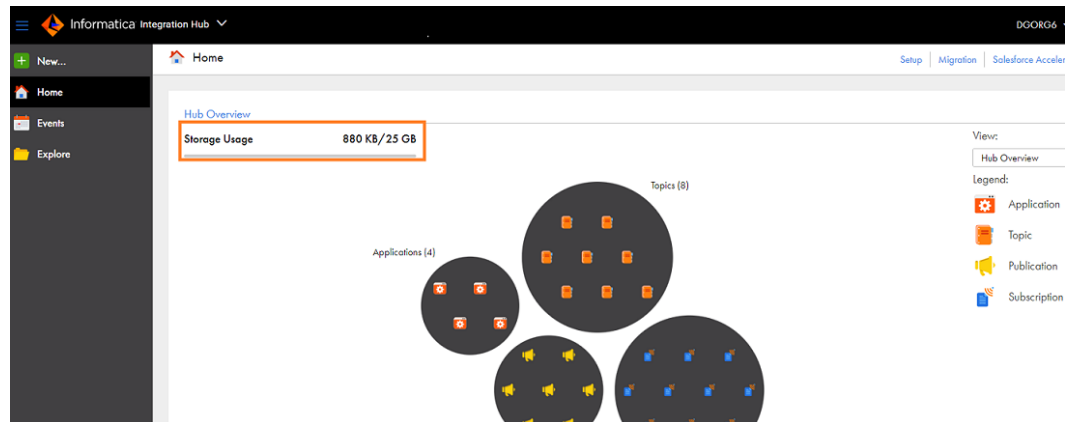 Informatica Integration Hub
DGORG6
New...
Home
Setup Migration Salesforce Acceler
Home
Events
Explore
Hub Overview
Storage Usage 880 KB/25 GB
View:
Hub Overview
Legend:
Application
Topic
Publication
Subscription
Topics (8)
Applications (4)